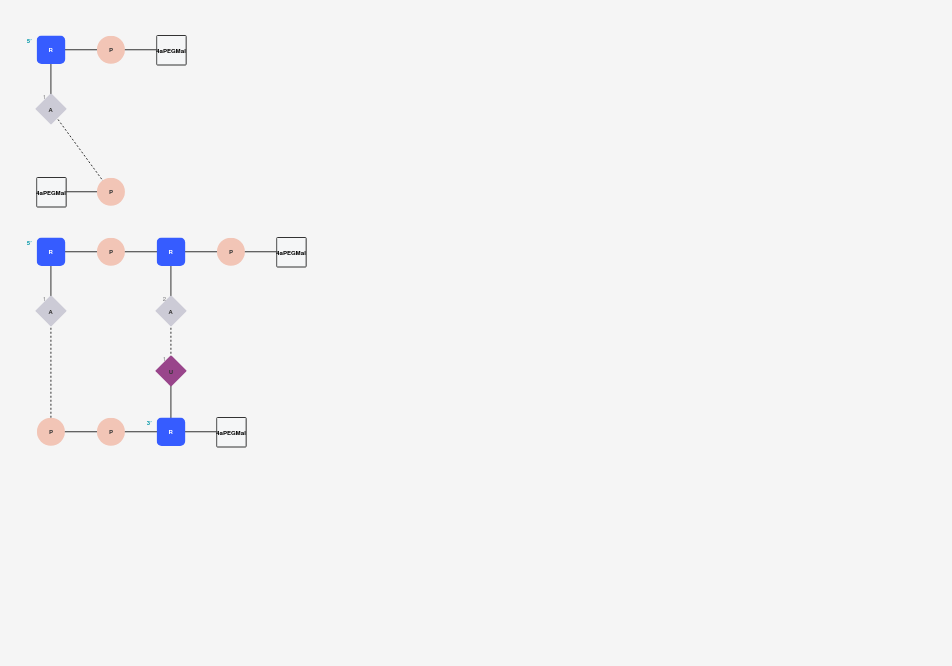 5' R P 4aPEGMal
1
A
4aPEGMal P
5' R P R P 4aPEGMal
1 2
A A
1
U
P P 3' R 4aPEGMal